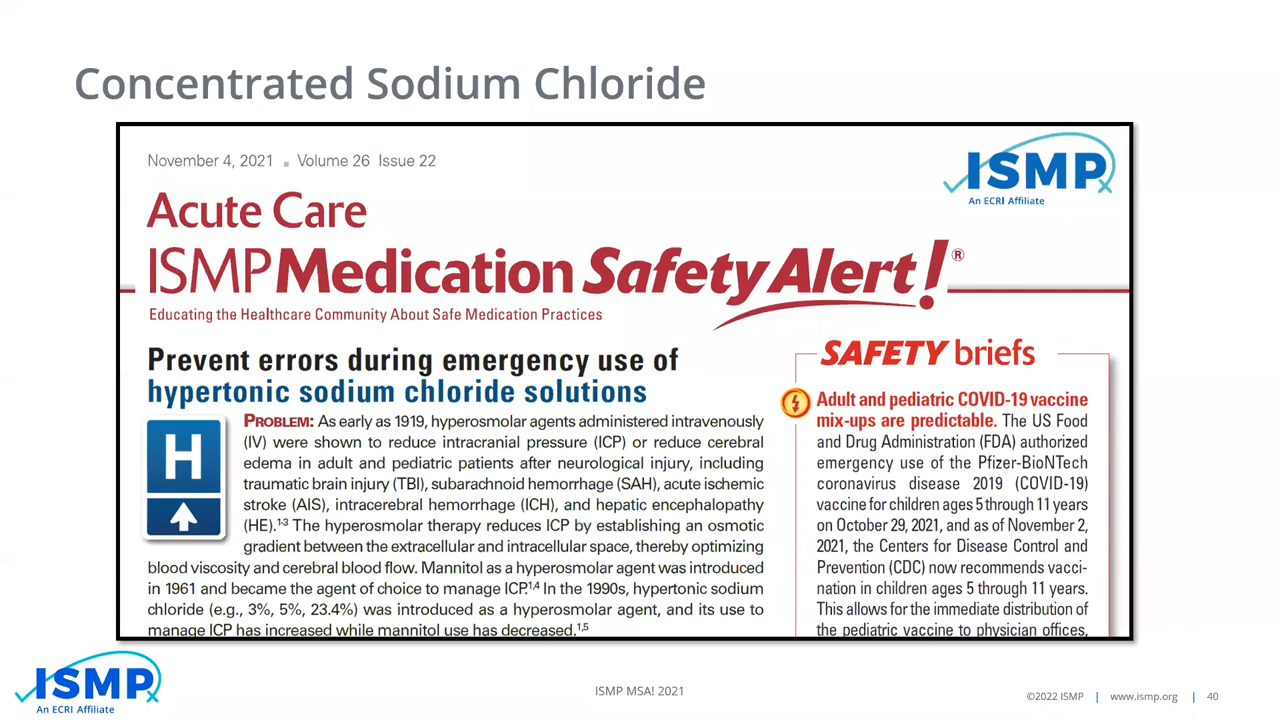 Concentrated Sodium Chloride
November 4, 2021 ■ Volume 26 Issue 22
ISMP
An ECRI Affiliate
Acute Care
ISMP Medication Safety Alert!®
Educating the Healthcare Community About Safe Medication Practices
Prevent errors during emergency use of
hypertonic sodium chloride solutions
H
PROBLEM: As early as 1919, hyperosmolar agents administered intravenously
(IV) were shown to reduce intracranial pressure (ICP) or reduce cerebral
edema in adult and pediatric patients after neurological injury, including
traumatic brain injury (TBI), subarachnoid hemorrhage (SAH), acute ischemic
stroke (AIS), intracerebral hemorrhage (ICH), and hepatic encephalopathy
(HE).1-3 The hyperosmolar therapy reduces ICP by establishing an osmotic
gradient between the extracellular and intracellular space, thereby optimizing
blood viscosity and cerebral blood flow. Mannitol as a hyperosmolar agent was introduced
in 1961 and became the agent of choice to manage ICP.1,4 In the 1990s, hypertonic sodium
chloride (e.g., 3%, 5%, 23.4%) was introduced as a hyperosmolar agent, and its use to
manage ICP has increased while mannitol use has decreased.1,5
SAFETY briefs
Adult and pediatric COVID-19 vaccine
mix-ups are predictable. The US Food
and Drug Administration (FDA) authorized
emergency use of the Pfizer-BioNTech
coronavirus disease 2019 (COVID-19)
vaccine for children ages 5 through 11 years
on October 29, 2021, and as of November 2,
2021, the Centers for Disease Control and
Prevention (CDC) now recommends vacci-
nation in children ages 5 through 11 years.
This allows for the immediate distribution of
the pediatric vaccine to physician offices,
ISMP
An ECRI Affiliate
ISMP MSA! 2021
©2022 ISMP | www.ismp.org | 40